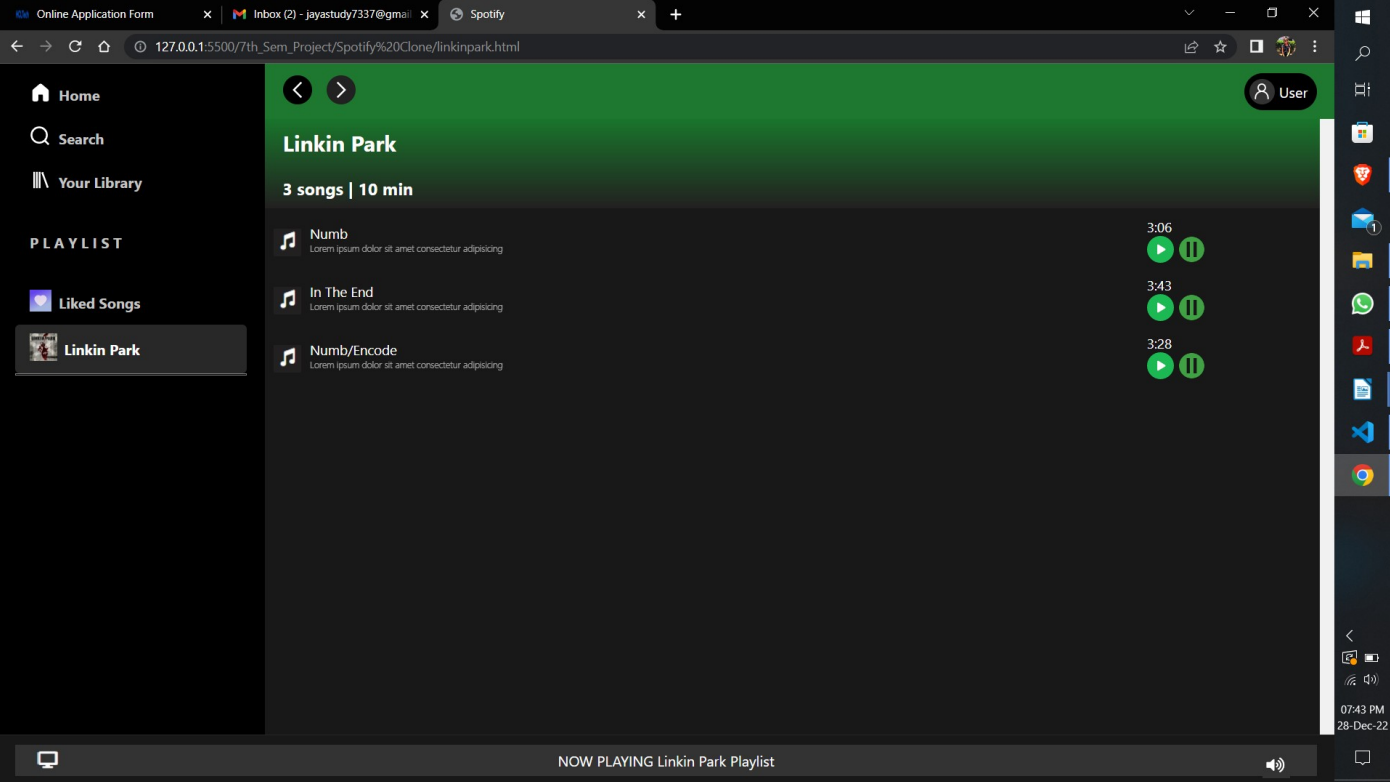 Online Application Form
Inbox (2) - jayastudy7337@gmai
Spotify
127.0.0.1:5500/7th_Sem_Project/Spotify%20Clone/linkinpark.html
Home
Search
Your Library
PLAYLIST
Liked Songs
Linkin Park
User
Linkin Park
3 songs | 10 min
Numb
Lorem ipsum dolor sit amet consectetur adipisicing
3:06
In The End
Lorem ipsum dolor sit amet consectetur adipisicing
3:43
Numb/Encode
Lorem ipsum dolor sit amet consectetur adipisicing
3:28
NOW PLAYING Linkin Park Playlist
1
07:43 PM
28-Dec-22